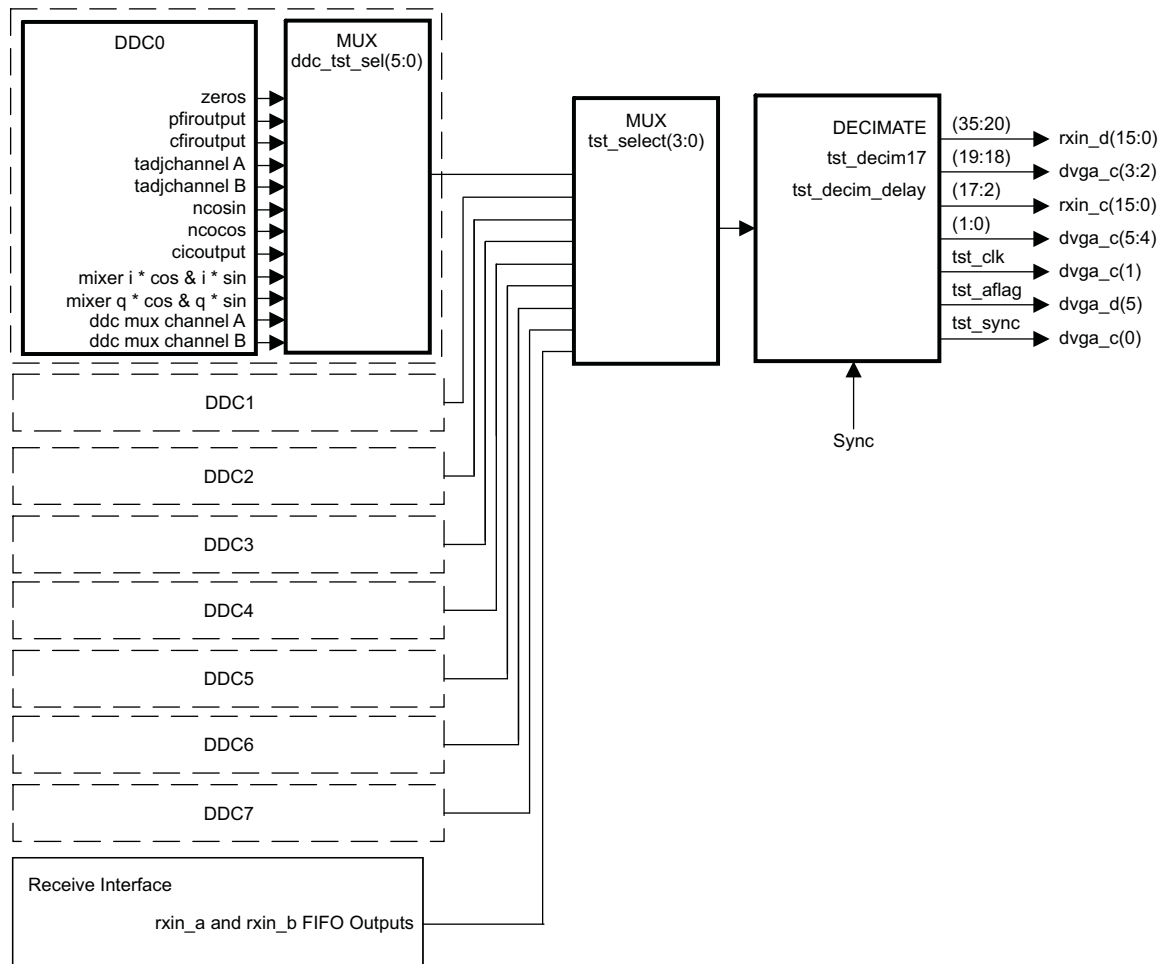 DDC0
MUX
ddc_tst_sel(5:0)
zeros
pfiroutput
cfiroutput
tadjchannel A
tadjchannel B
ncosin
ncocos
cicoutput
mixer i * cos & i * sin
mixer q * cos & q * sin
ddc mux channel A
ddc mux channel B
MUX
tst_select(3:0)
DECIMATE
tst_decim17
tst_decim_delay
(35:20)
rxin_d(15:0)
(19:18)
dvga_c(3:2)
(17:2)
rxin_c(15:0)
(1:0)
dvga_c(5:4)
tst_clk
dvga_c(1)
tst_aflag
dvga_d(5)
tst_sync
dvga_c(0)
Sync
DDC1
DDC2
DDC3
DDC4
DDC5
DDC6
DDC7
Receive Interface
rxin_a and rxin_b FIFO Outputs